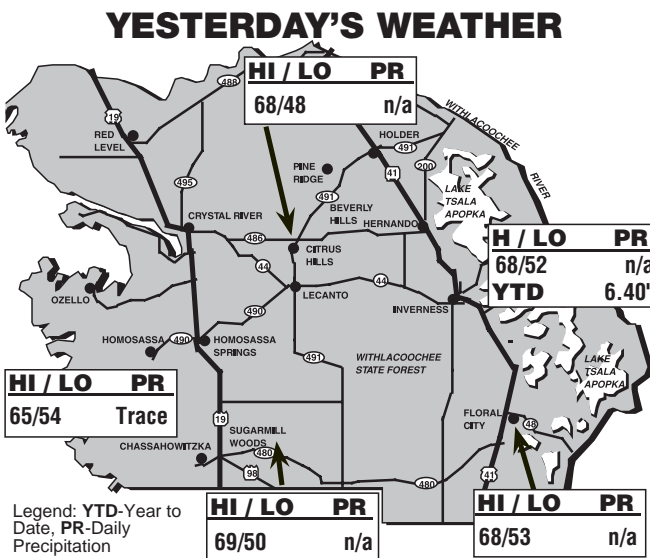 YESTERDAY'S WEATHER
HI / LO PR
68/48 n/a
488
19
RED
LEVEL
HOLDER
WITHLACOOCHEE
RIVER
491
PINE
RIDGE
41
200
495
491
LAKE
TSALA
APOPKA
BEVERLY
HILLS
CRYSTAL RIVER
HERNANDO
486
CITRUS
HILLS
H / LO PR
68/52 n/a
YTD 6.40"
44
44
OZELLO
LECANTO
INVERNESS
490
HOMOSASSA
490
HOMOSASSA
SPRINGS
491
WITHLACOOCHEE
STATE FOREST
LAKE
TSALA
APOPKA
HI / LO PR
65/54 Trace
19
FLORAL
CITY
48
SUGARMILL
WOODS
CHASSAHOWITZKA
480
98
480
41
HI / LO PR
69/50 n/a
HI / LO PR
68/53 n/a
Legend: YTD-Year to
Date, PR-Daily
Precipitation